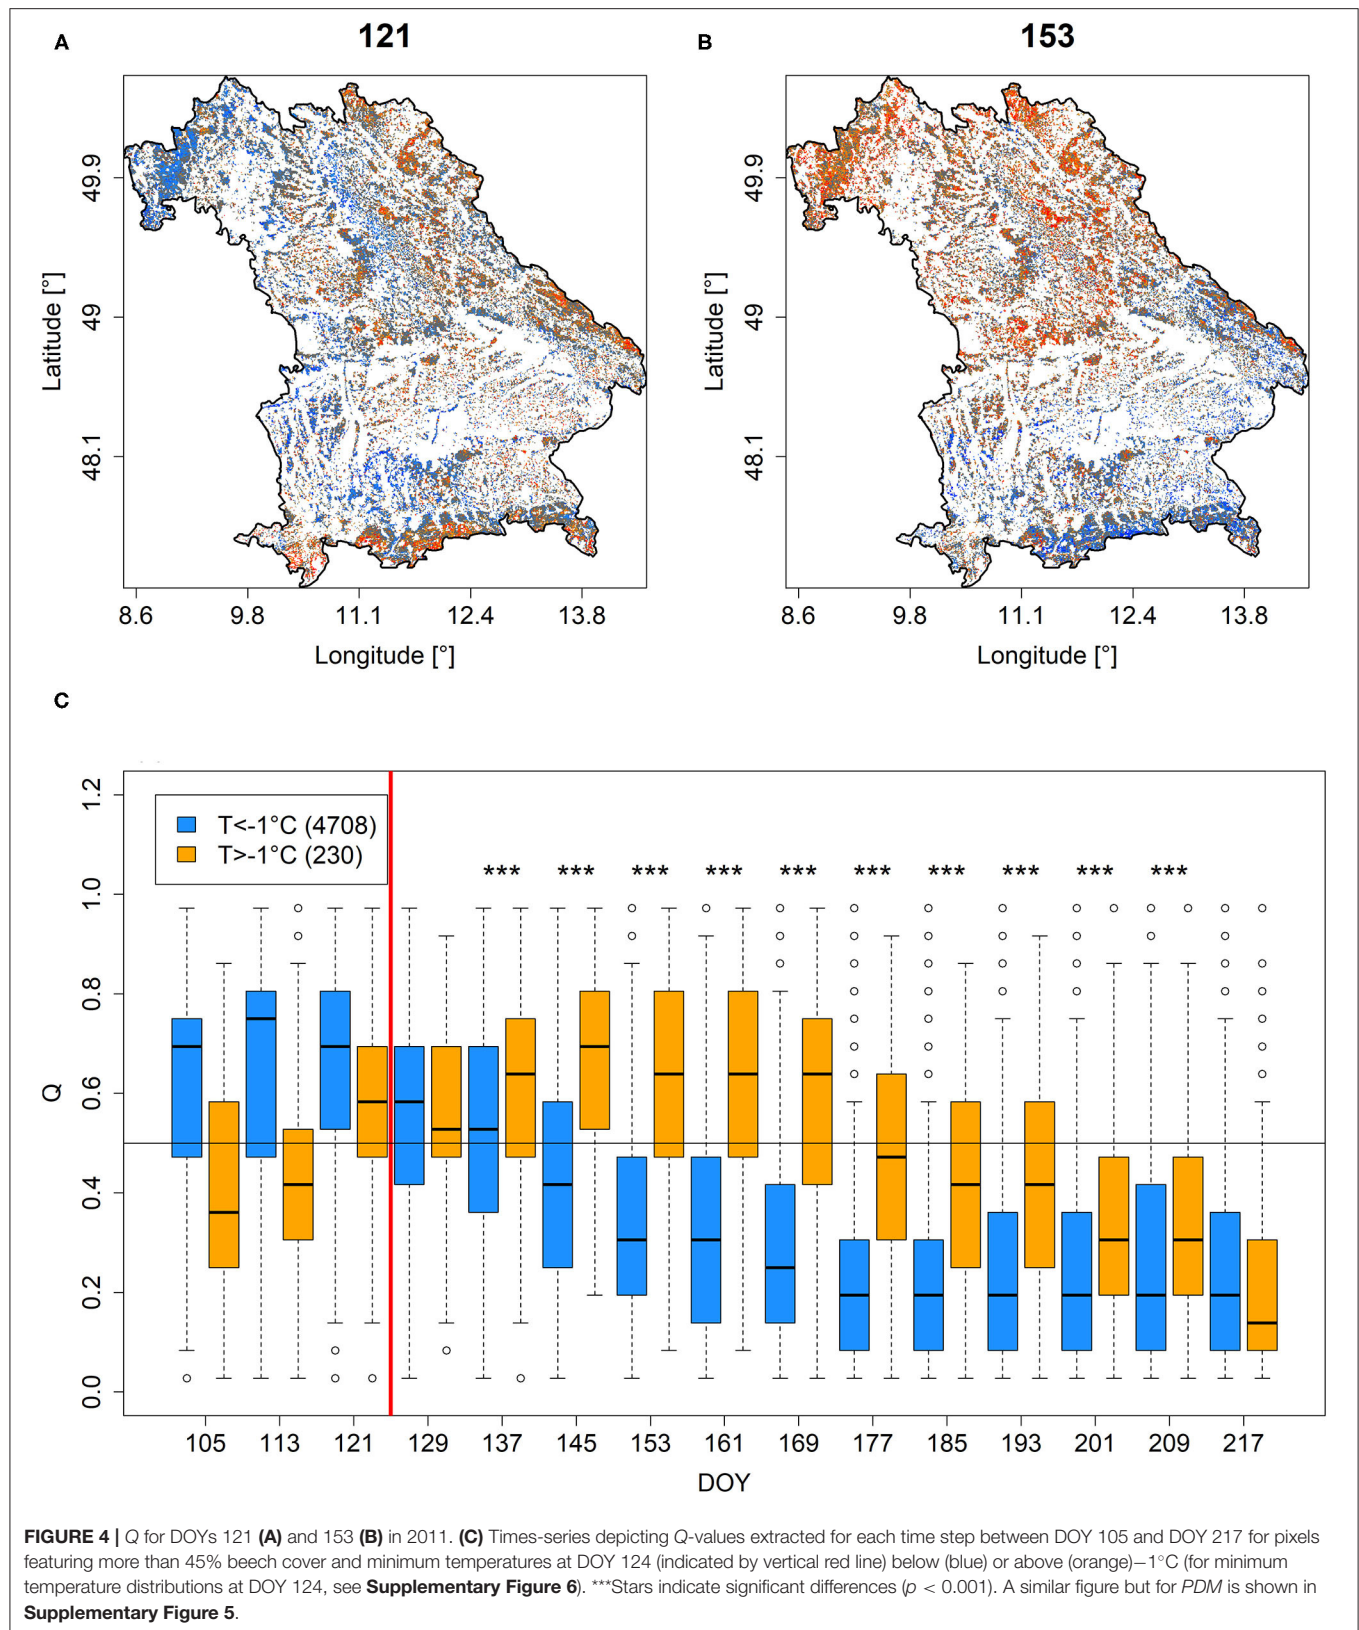 A
121
B
153
49.9
49
48.1
Latitude [°]
8.6 9.8 11.1 12.4 13.8
Longitude [°]
49.9
49
48.1
Latitude [°]
8.6 9.8 11.1 12.4 13.8
Longitude [°]
C
T<-1°C (4708)
T>-1°C (230)
*** *** *** *** *** *** *** *** *** ***
1.2
1.0
0.8
0.6
0.4
0.2
0.0
Q
105 113 121 129 137 145 153 161 169 177 185 193 201 209 217
DOY
FIGURE 4 | Q for DOYs 121 (A) and 153 (B) in 2011. (C) Times-series depicting Q-values extracted for each time step between DOY 105 and DOY 217 for pixels
featuring more than 45% beech cover and minimum temperatures at DOY 124 (indicated by vertical red line) below (blue) or above (orange)−1°C (for minimum
temperature distributions at DOY 124, see Supplementary Figure 6). ***Stars indicate significant differences (p < 0.001). A similar figure but for PDM is shown in
Supplementary Figure 5.